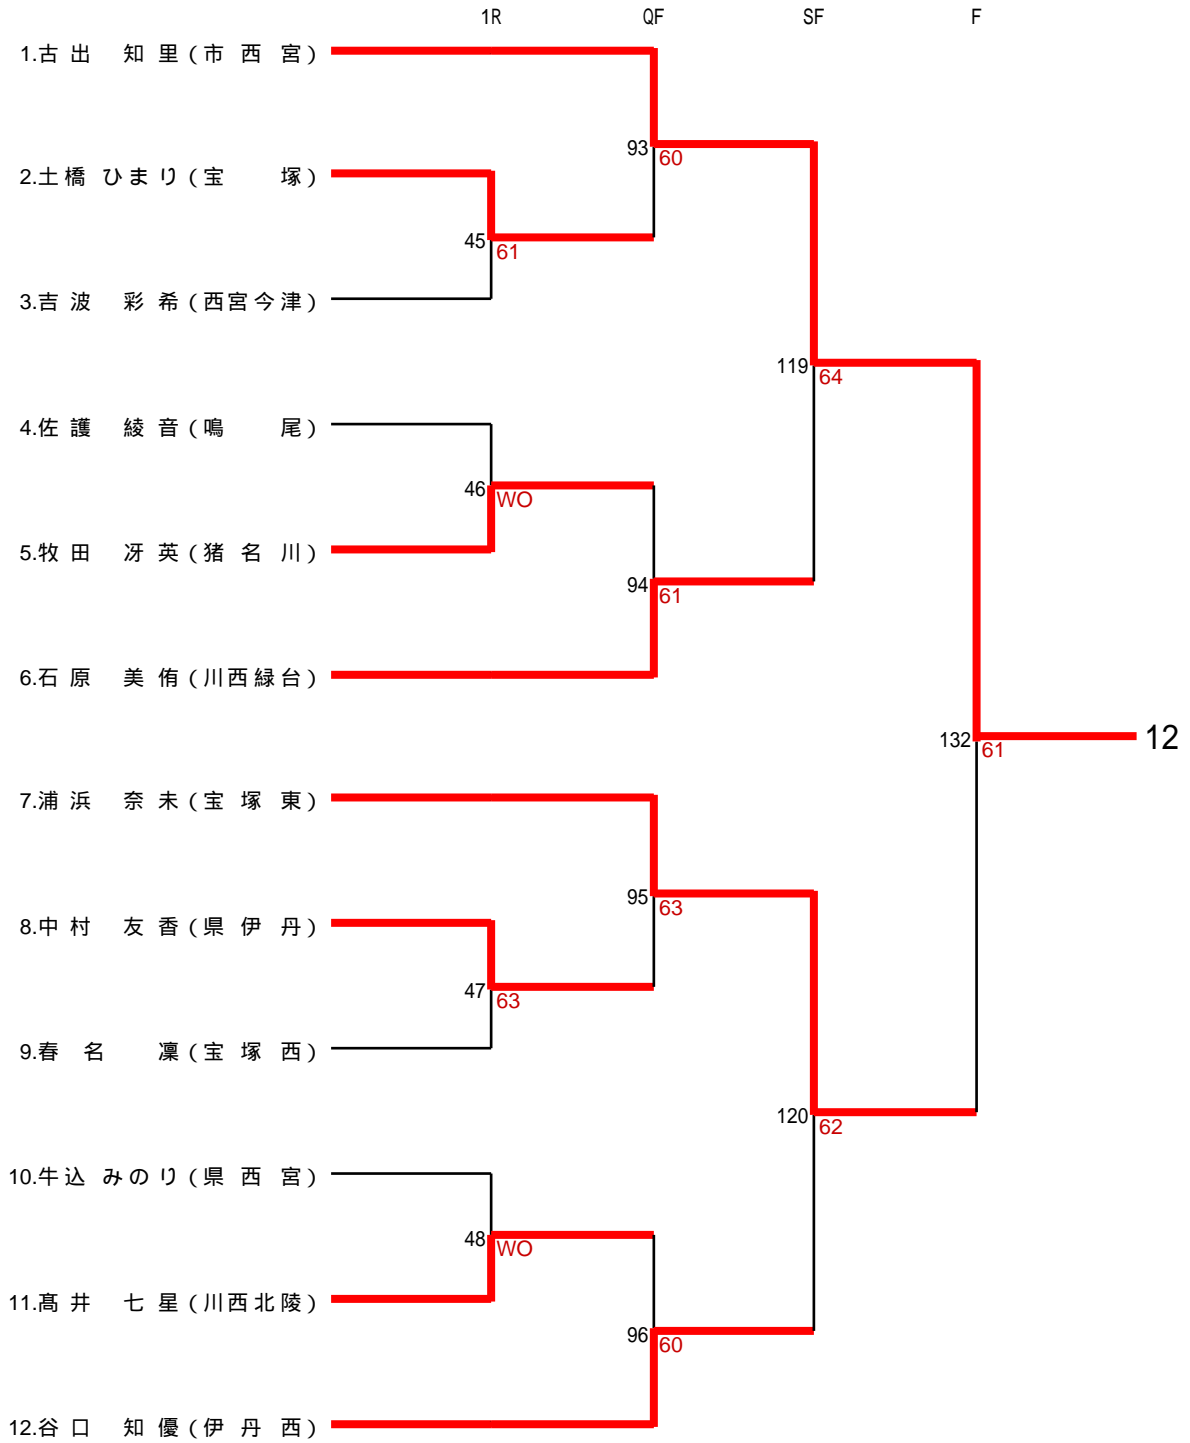 1R QF SF F
1.古出 知里(市西宮)
93 60
2.土橋 ひまり(宝塚)
45 61
3.吉波 彩希(西宮今津)
119 64
4.佐護 綾音(鳴尾)
46 WO
5.牧田 冴英(猪名川)
94 61
6.石原 美侑(川西緑台)
132 61 12
7.浦浜 奈未(宝塚東)
95 63
8.中村 友香(県伊丹)
47 63
9.春名 凜(宝塚西)
120 62
10.牛込 みのり(県西宮)
48 WO
11.髙井 七星(川西北陵)
96 60
12.谷口 知優(伊丹西)